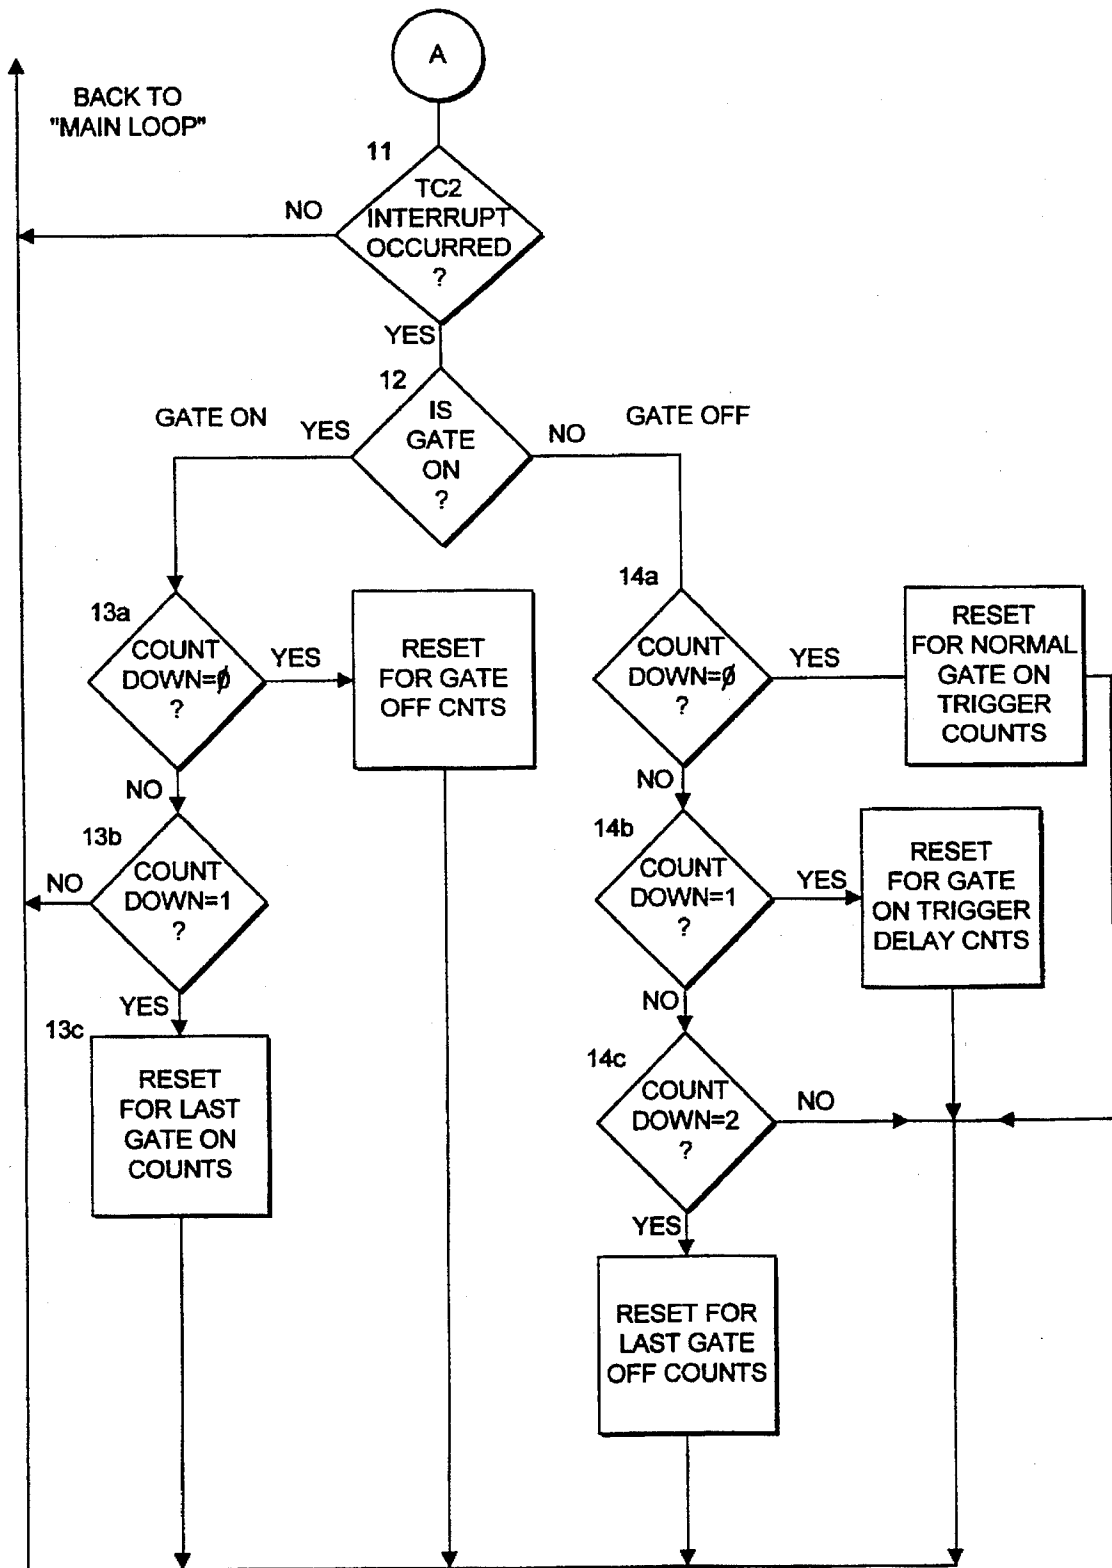 A
BACK TO
"MAIN LOOP"
11
TC2
INTERRUPT
OCCURRED
?
NO
YES
12
IS
GATE
ON
?
GATE ON
YES
NO
GATE OFF
13a
COUNT
DOWN=0
?
YES
RESET
FOR GATE
OFF CNTS
14a
COUNT
DOWN=0
?
YES
RESET
FOR NORMAL
GATE ON
TRIGGER
COUNTS
NO
NO
13b
COUNT
DOWN=1
?
NO
YES
14b
COUNT
DOWN=1
?
YES
RESET
FOR GATE
ON TRIGGER
DELAY CNTS
NO
13c
RESET
FOR LAST
GATE ON
COUNTS
14c
COUNT
DOWN=2
?
NO
YES
RESET FOR
LAST GATE
OFF COUNTS